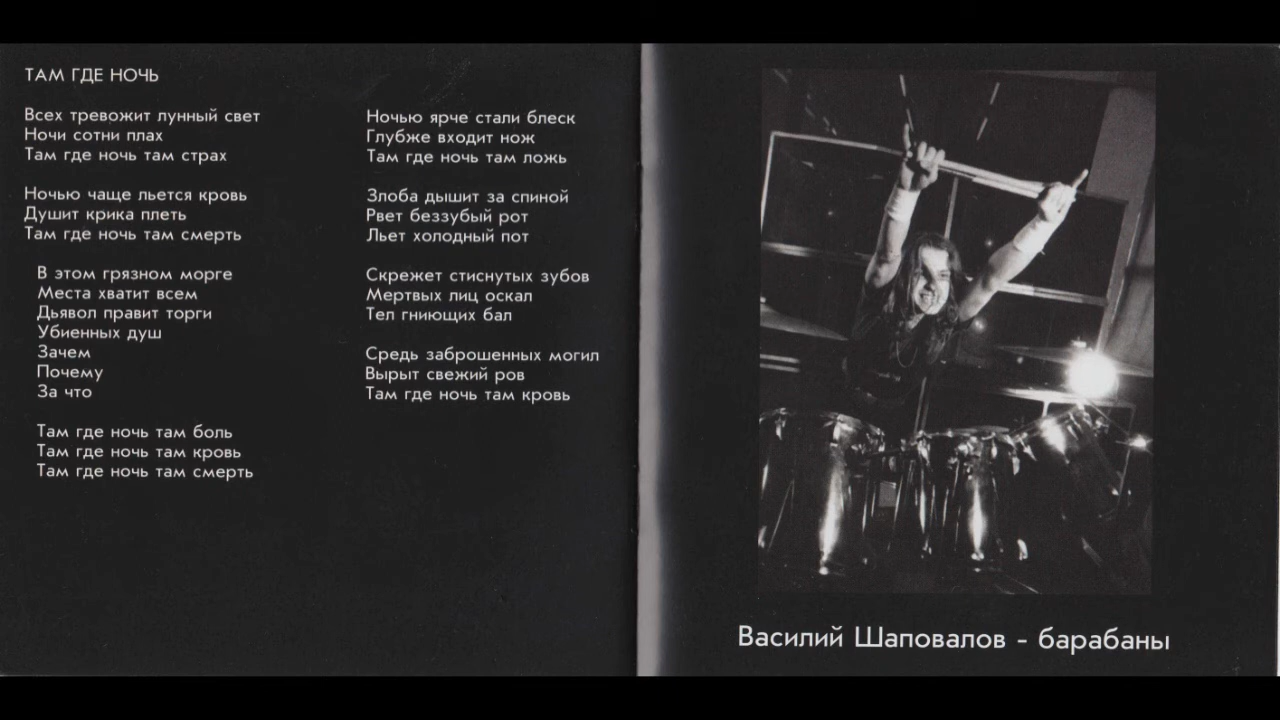 ТАМ ГДЕ НОЧЬ
Всех тревожит лунный свет
Ночи сотни плах
Там где ночь там страх
Ночью чаще льется кровь
Душит крика плеть
Там где ночь там смерть
В этом грязном морге
Места хватит всем
Дьявол правит торги
Убиенных душ
Зачем
Почему
За что
Там где ночь там боль
Там где ночь там кровь
Там где ночь там смерть
Ночью ярче стали блеск
Глубже входит нож
Там где ночь там ложь
Злоба дышит за спиной
Рвет беззубый рот
Льет холодный пот
Скрежет стиснутых зубов
Мертвых лиц оскал
Тел гниющих бал
Средь заброшенных могил
Вырыт свежий ров
Там где ночь там кровь
Василий Шаповалов - барабаны